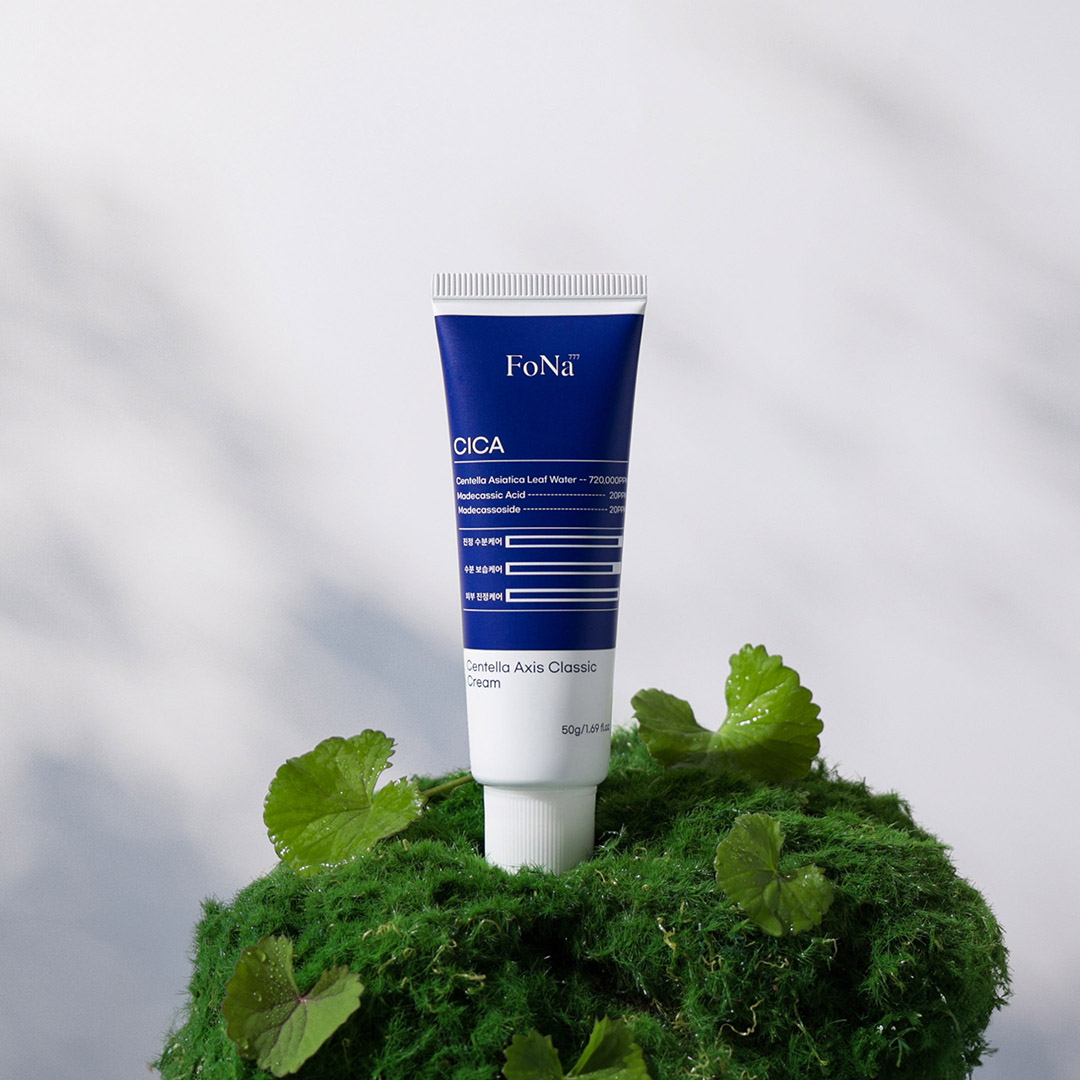 FoNa777
CICA
Centella Asiatica Leaf Water -- 720,000PPM
Madecassic Acid ---------------------- 20PPM
Madecassoside ------------------------ 20PPM
진정 수분케어
수분 보습케어
피부 진정케어
Centella Axis Classic
Cream
50g/1.69 fl.oz